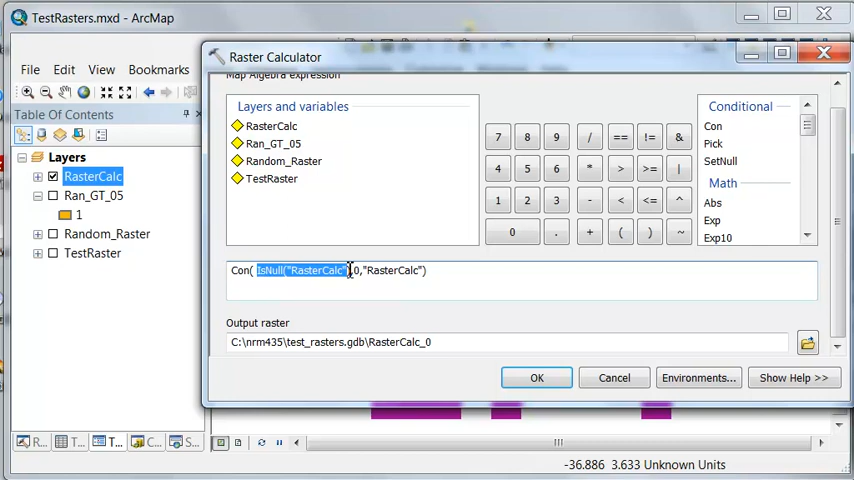 TestRasters.mxd - ArcMap
Raster Calculator
File Edit View Bookmarks
Map Algebra expression
Table Of Contents
Layers
RasterCalc
Ran_GT_05
1
Random_Raster
TestRaster
Layers and variables
RasterCalc
Ran_GT_05
Random_Raster
TestRaster
7 8 9 / == != &
4 5 6 * > >= |
1 2 3 - < <= ^
0 . + ( ) ~
Conditional
Con
Pick
SetNull
Math
Abs
Exp
Exp10
Con( IsNull("RasterCalc"),0,"RasterCalc")
Output raster
C:\nrm435\test_rasters.gdb\RasterCalc_0
OK Cancel Environments... Show Help >>
R... T... T... C... S...
-36.886 3.633 Unknown Units